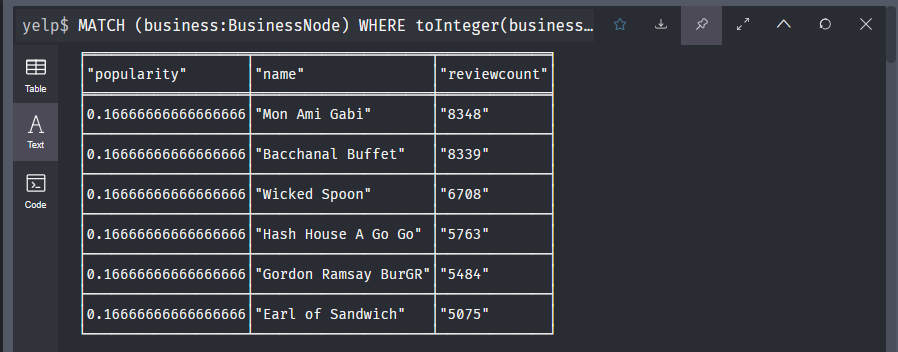 yelp$ MATCH (business:BusinessNode) WHERE toInteger(business…
Table
Text
Code
"popularity" "name" "reviewcount"
0.16666666666666666 "Mon Ami Gabi" "8348"
0.16666666666666666 "Bacchanal Buffet" "8339"
0.16666666666666666 "Wicked Spoon" "6708"
0.16666666666666666 "Hash House A Go Go" "5763"
0.16666666666666666 "Gordon Ramsay BurGR" "5484"
0.16666666666666666 "Earl of Sandwich" "5075"